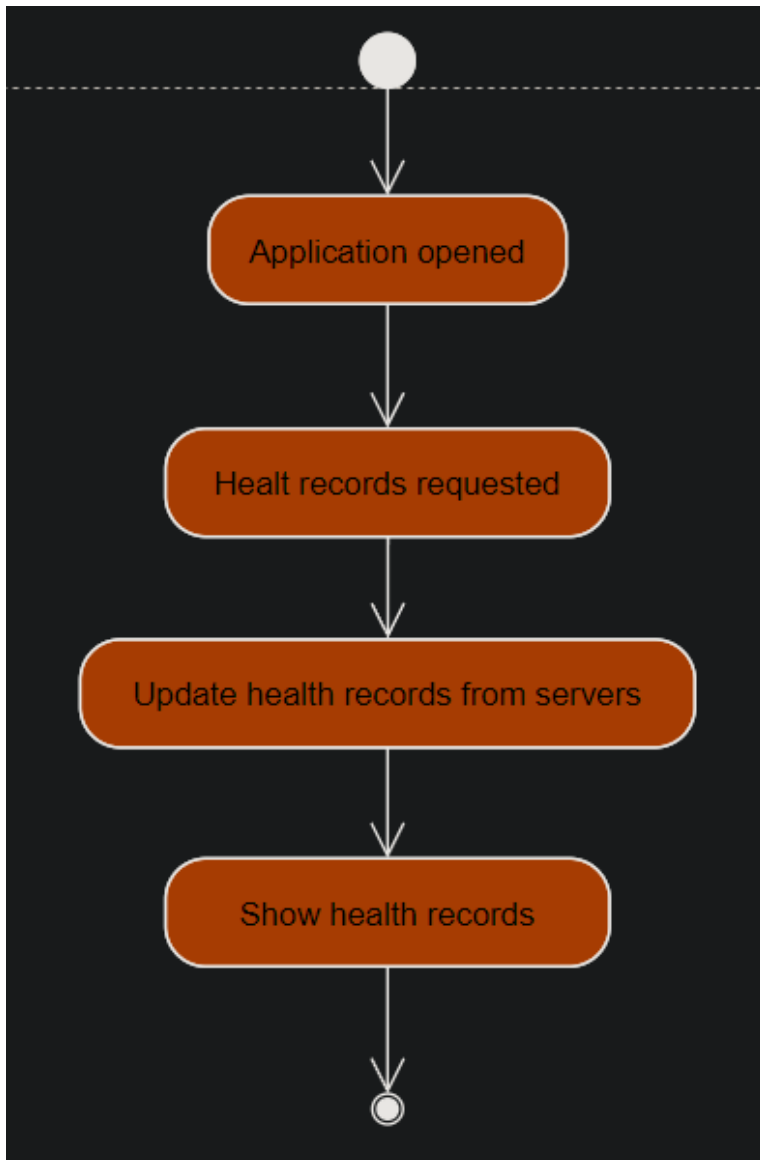 Application opened
Healt records requested
Update health records from servers
Show health records